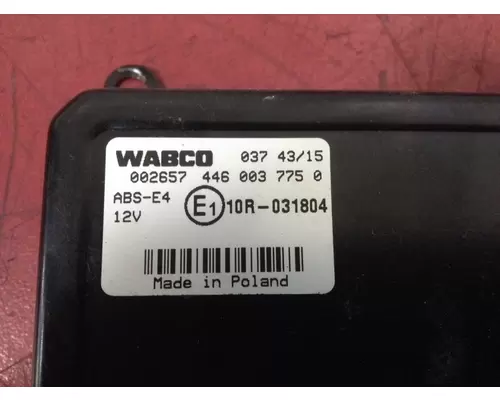 WABCO 037 43/15
002657 446 003 775 0
ABS-E4
12V
E1 10R-031804
Made in Poland